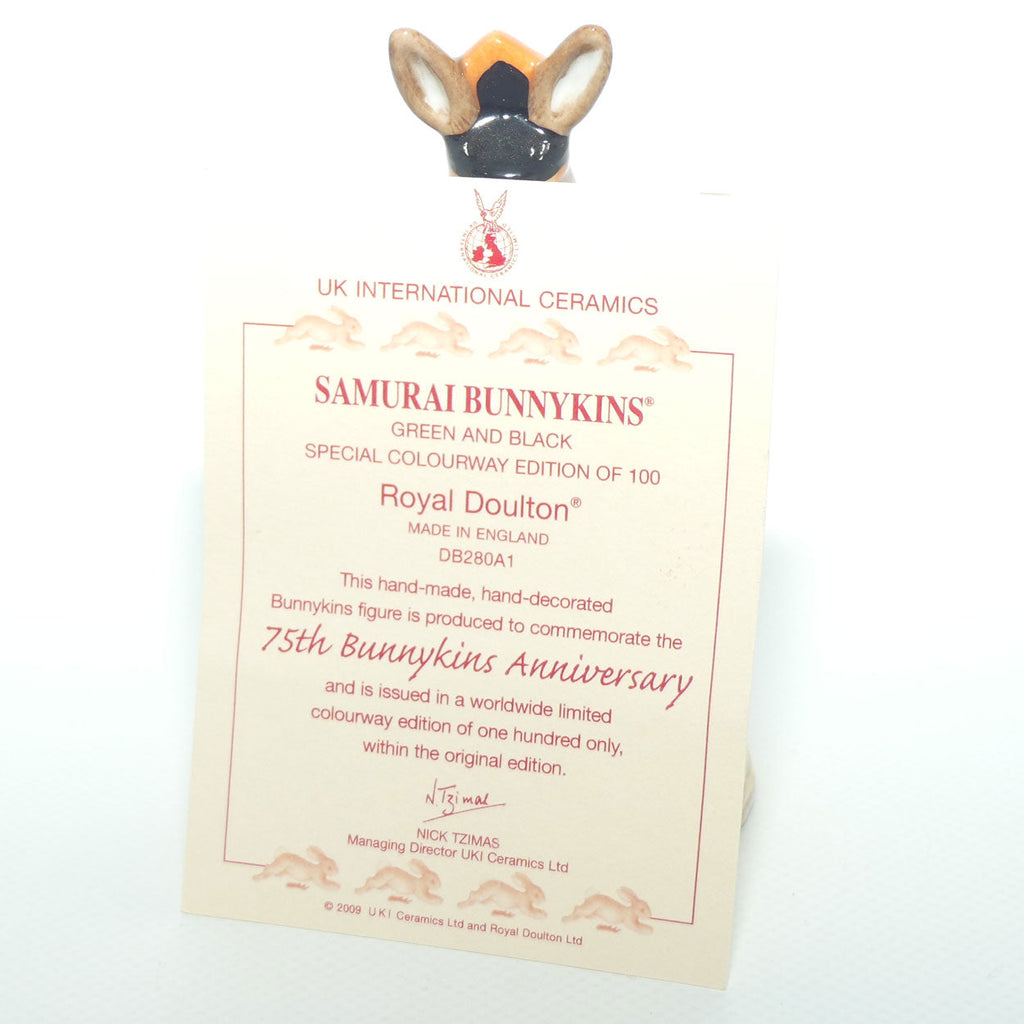 UK INTERNATIONAL CERAMICS
SAMURAI BUNNYKINS®
GREEN AND BLACK
SPECIAL COLOURWAY EDITION OF 100
Royal Doulton®
MADE IN ENGLAND
DB280A1
This hand-made, hand-decorated
Bunnykins figure is produced to commemorate the
75th Bunnykins Anniversary
and is issued in a worldwide limited
colourway edition of one hundred only,
within the original edition.
N. Tzimas
NICK TZIMAS
Managing Director UKI Ceramics Ltd
© 2009 UKI Ceramics Ltd and Royal Doulton Ltd